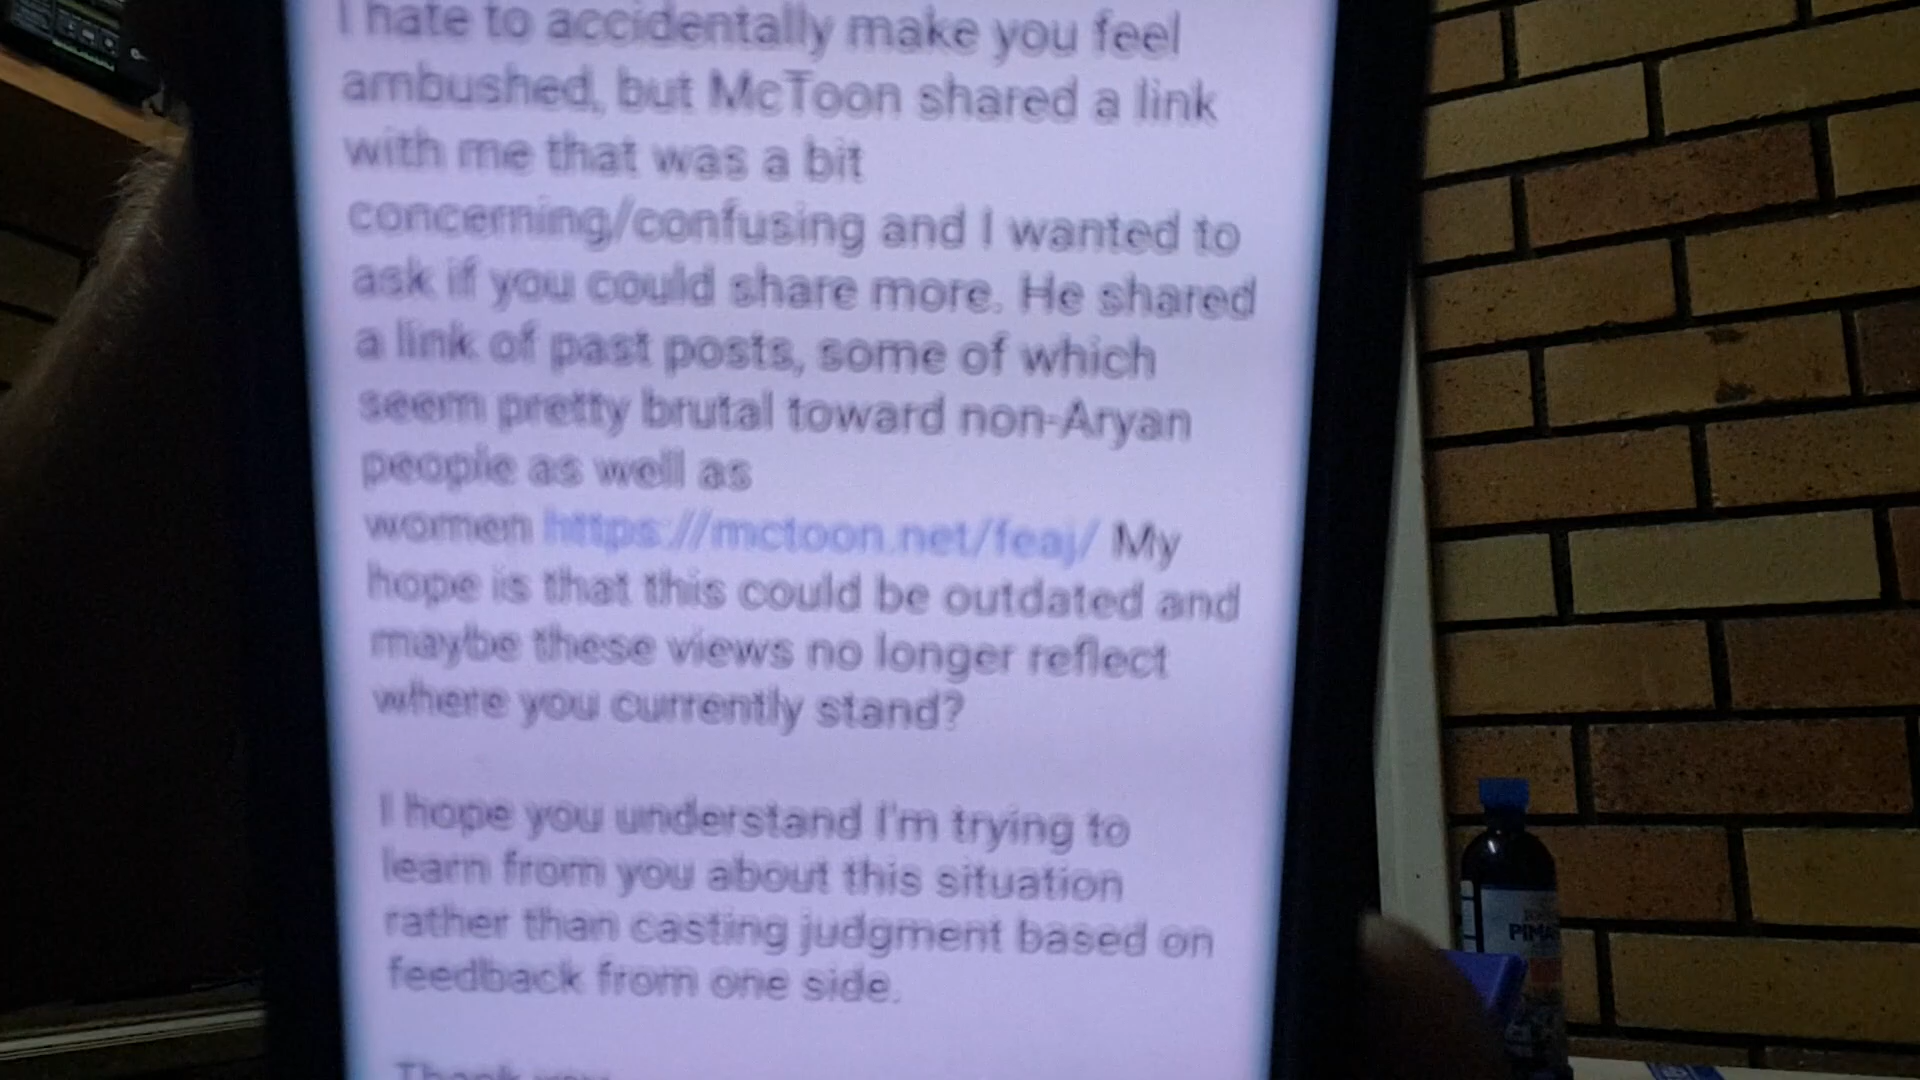 I hate to accidentally make you feel
ambushed, but McToon shared a link
with me that was a bit
concerning/confusing and I wanted to
ask if you could share more. He shared
a link of past posts, some of which
seem pretty brutal toward non-Aryan
people as well as
women https://mctoon.net/feaj/ My
hope is that this could be outdated and
maybe these views no longer reflect
where you currently stand?
I hope you understand I'm trying to
learn from you about this situation
rather than casting judgment based on
feedback from one side.
Thank you